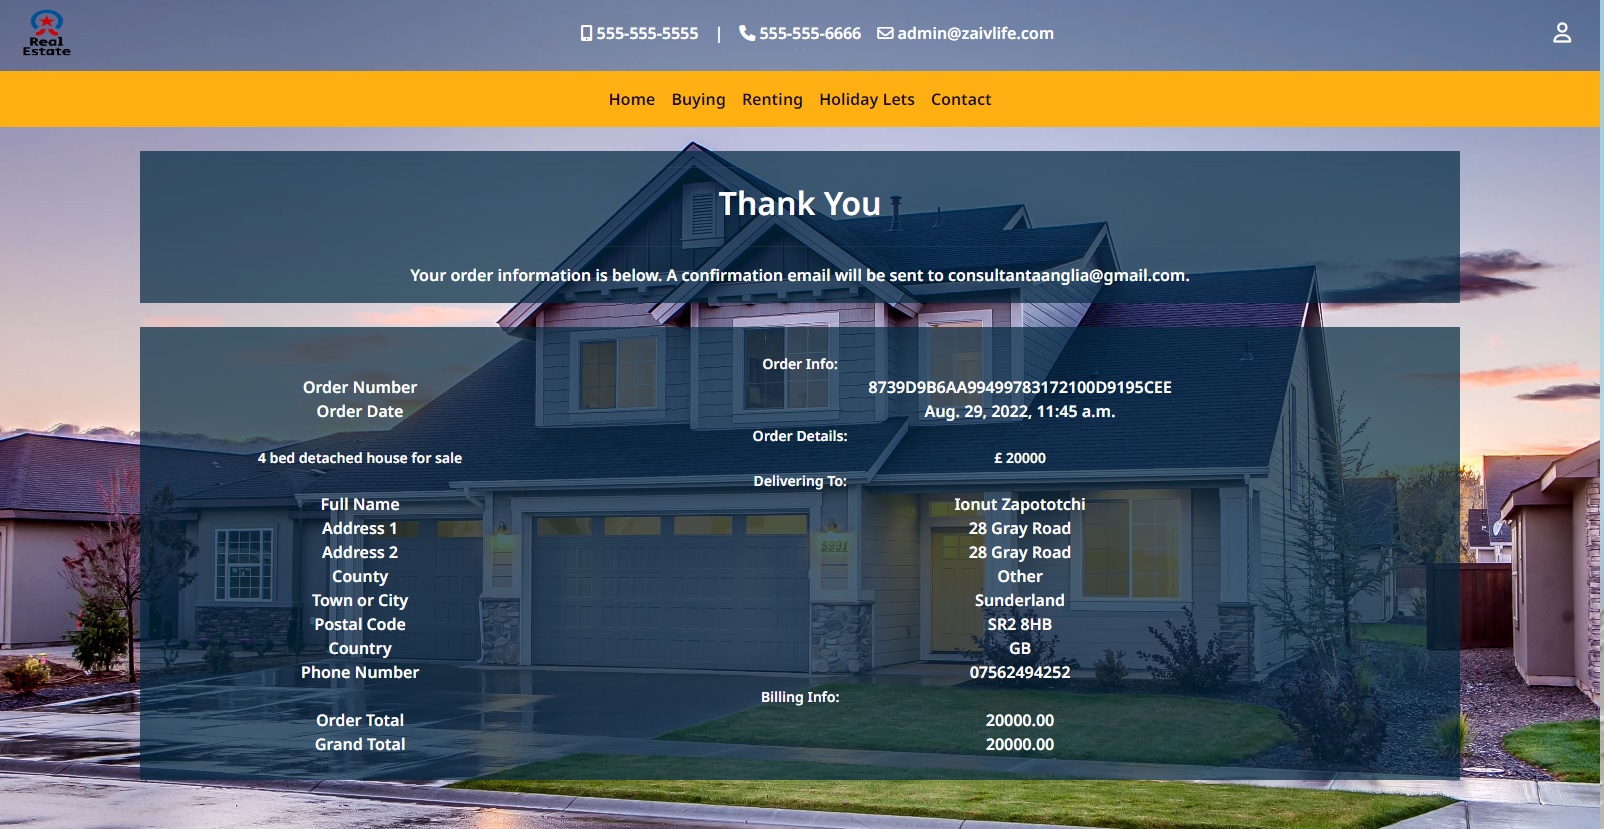 Real
Estate
555-555-5555 | 555-555-6666 admin@zaivlife.com
Home Buying Renting Holiday Lets Contact
Thank You
Your order information is below. A confirmation email will be sent to consultantaanglia@gmail.com.
Order Info:
Order Number 8739D9B6AA99499783172100D9195CEE
Order Date Aug. 29, 2022, 11:45 a.m.
Order Details:
4 bed detached house for sale £ 20000
Delivering To:
Full Name Ionut Zapototchi
Address 1 28 Gray Road
Address 2 28 Gray Road
5991
County Other
Town or City Sunderland
Postal Code SR2 8HB
Country GB
Phone Number 07562494252
Billing Info:
Order Total 20000.00
Grand Total 20000.00